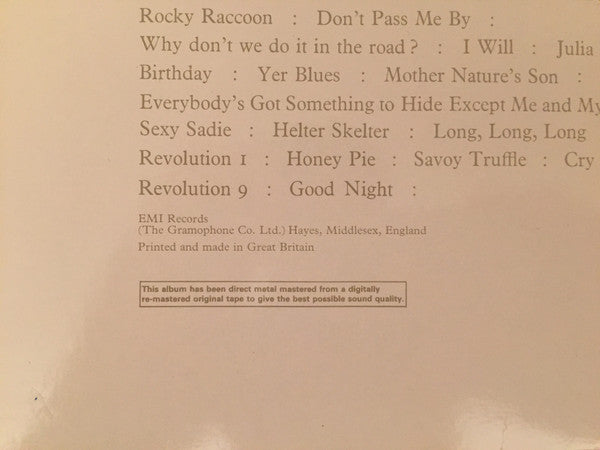 Rocky Raccoon : Don't Pass Me By :
Why don't we do it in the road? : I Will : Julia
Birthday : Yer Blues : Mother Nature's Son :
Everybody's Got Something to Hide Except Me and My
Sexy Sadie : Helter Skelter : Long, Long, Long
Revolution 1 : Honey Pie : Savoy Truffle : Cry
Revolution 9 : Good Night :
EMI Records
(The Gramophone Co. Ltd.) Hayes, Middlesex, England
Printed and made in Great Britain
This album has been direct metal mastered from a digitally
re-mastered original tape to give the best possible sound quality.